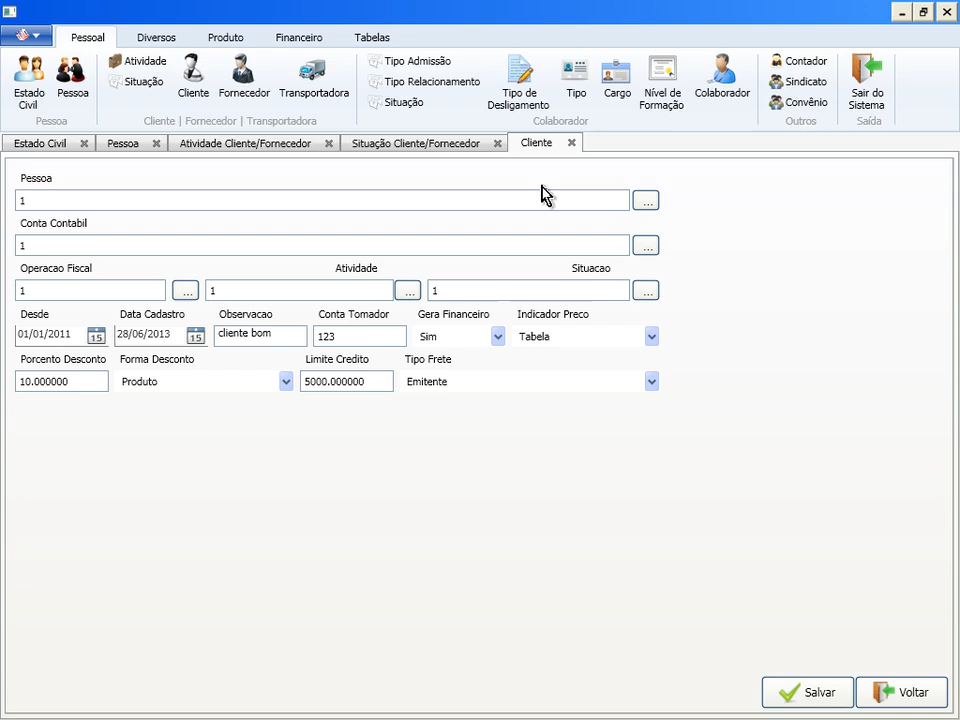 Pessoal Diversos Produto Financeiro Tabelas
Estado Civil
Pessoa
Atividade
Situação
Cliente
Fornecedor
Transportadora
Tipo Admissão
Tipo Relacionamento
Situação
Tipo de Desligamento
Tipo
Cargo
Nível de Formação
Colaborador
Contador
Sindicato
Convênio
Sair do Sistema
Pessoa Cliente | Fornecedor | Transportadora Colaborador Outros Saída
Estado Civil Pessoa Atividade Cliente/Fornecedor Situação Cliente/Fornecedor Cliente
Pessoa
1 ...
Conta Contabil
1 ...
Operacao Fiscal Atividade Situacao
1 ... 1 ... 1 ...
Desde Data Cadastro Observacao Conta Tomador Gera Financeiro Indicador Preco
01/01/2011 15 28/06/2013 15 cliente bom 123 Sim Tabela
Porcento Desconto Forma Desconto Limite Credito Tipo Frete
10.000000 Produto 5000.000000 Emitente
Salvar Voltar